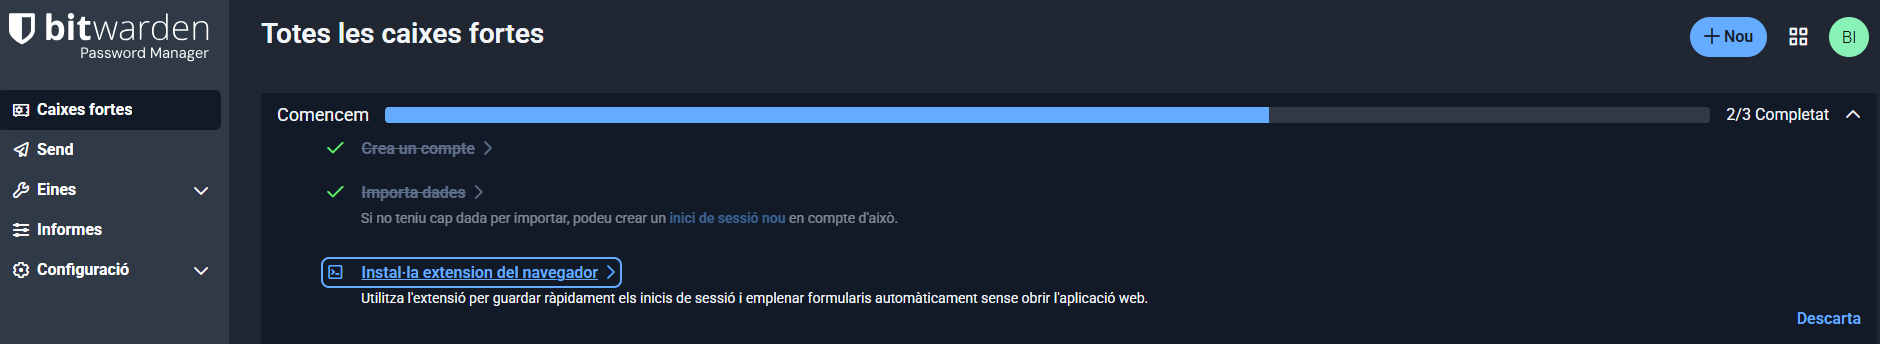 bitwarden
Password Manager
Caixes fortes
Send
Eines
Informes
Configuració
Totes les caixes fortes
Nou
BI
Comencem
2/3 Completat
Crea un compte
Importa dades
Si no teniu cap dada per importar, podeu crear un inici de sessió nou en compte d'això.
Instal·la extension del navegador
Utilitza l'extensió per guardar ràpidament els inicis de sessió i emplenar formularis automàticament sense obrir l'aplicació web.
Descarta